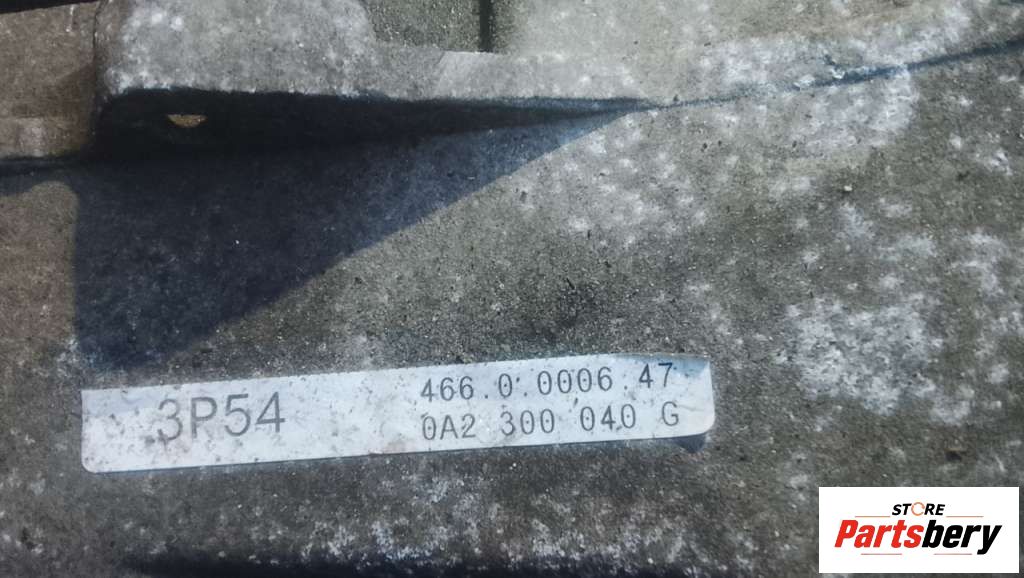 3P54
466.0.0006.47
0A2 300 040 G
STORE
Partsbery